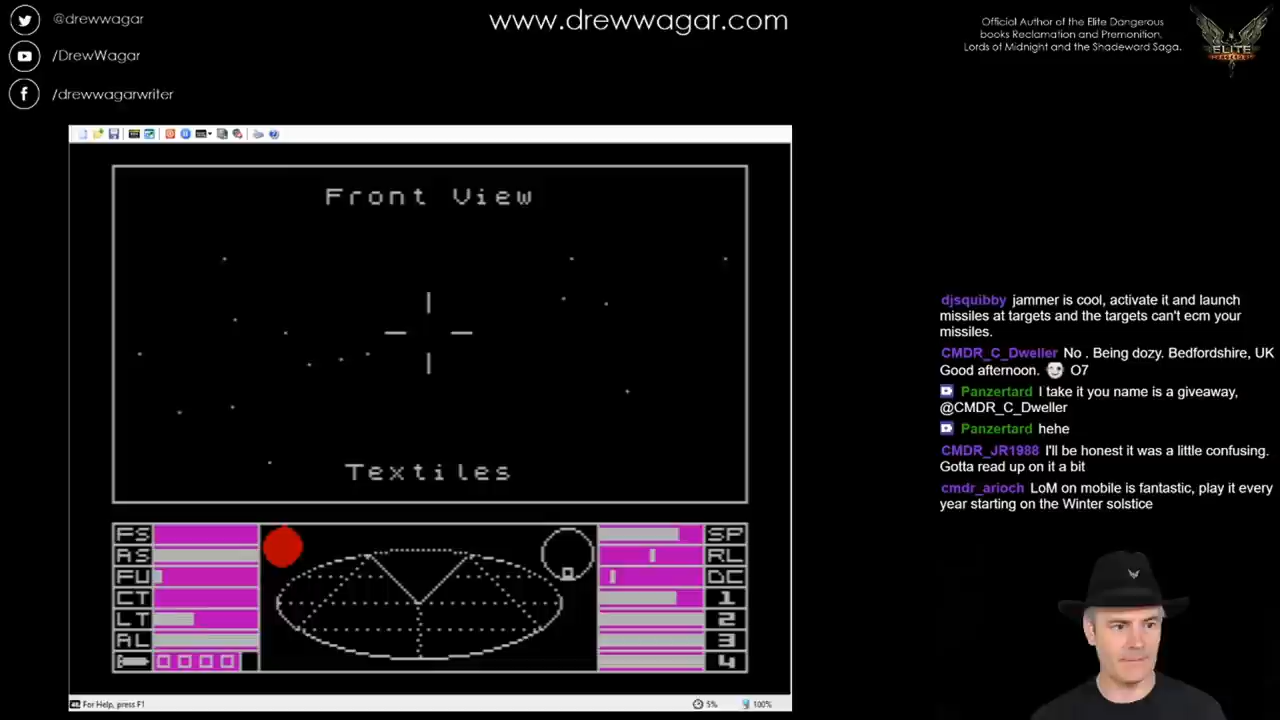 @drewwagar
/DrewWagar
/drewwagarwriter
www.drewwagar.com
Official Author of the Elite Dangerous
books Reclamation and Premonition,
Lords of Midnight and the Shadeward Saga.
ELITE
DANGEROUS
Front View
Textiles
FS
AS
FU
CT
LT
AL
SP
RL
DC
1
2
3
4
For Help, press F1
5%
100%
djsquibby jammer is cool, activate it and launch
missiles at targets and the targets can't ecm your
missiles.
CMDR_C_Dweller No . Being dozy. Bedfordshire, UK
Good afternoon. O7
Panzertard I take it you name is a giveaway,
@CMDR_C_Dweller
Panzertard hehe
CMDR_JR1988 I'll be honest it was a little confusing.
Gotta read up on it a bit
cmdr_arioch LoM on mobile is fantastic, play it every
year starting on the Winter solstice